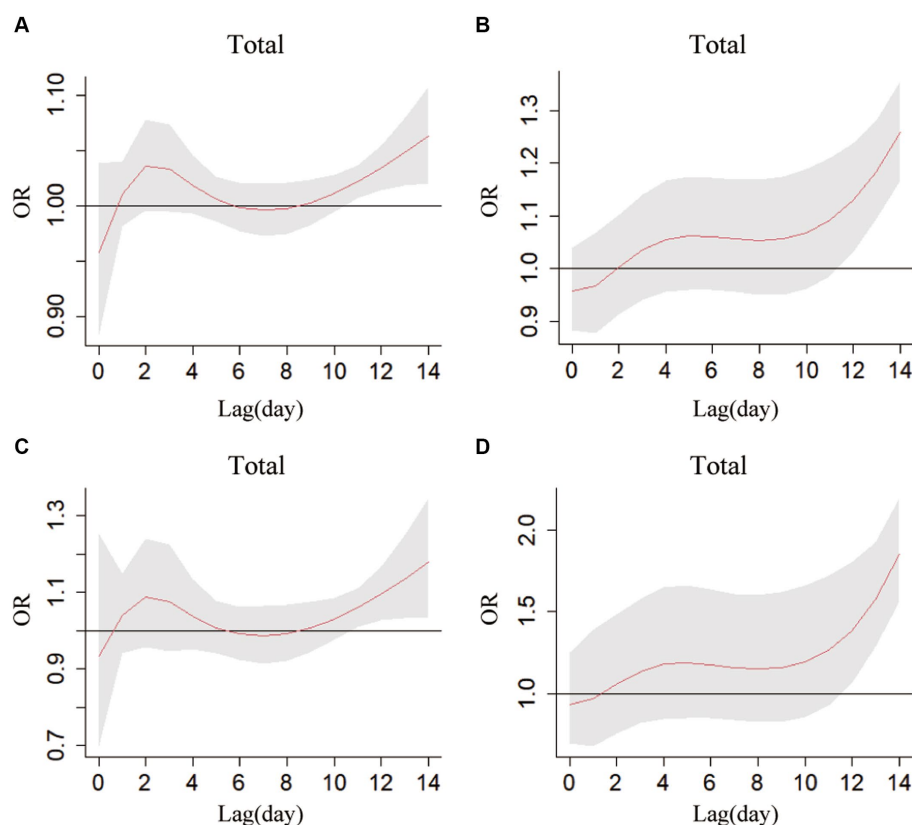 A
Total
OR
1.10
1.00
0.90
0 2 4 6 8 10 12 14
Lag(day)
B
Total
OR
1.3
1.2
1.1
1.0
0.9
0 2 4 6 8 10 12 14
Lag(day)
C
Total
OR
1.3
1.1
0.9
0.7
0 2 4 6 8 10 12 14
Lag(day)
D
Total
OR
2.0
1.5
1.0
0 2 4 6 8 10 12 14
Lag(day)